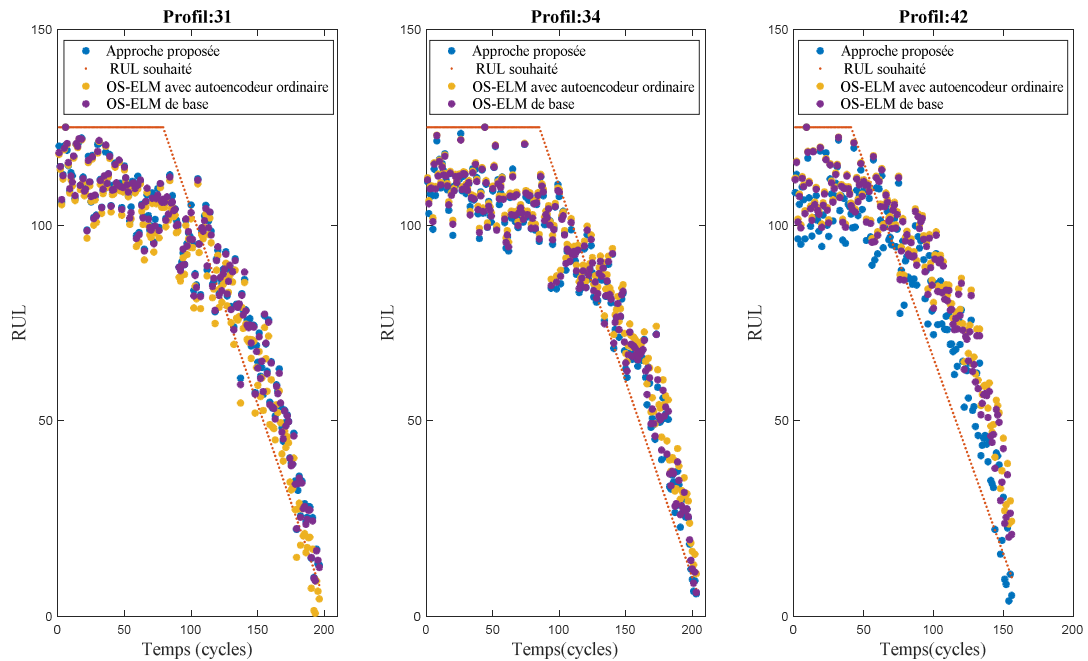 Profil:31
150
100
50
0
RUL
Approche proposée
RUL souhaité
OS-ELM avec autoencodeur ordinaire
OS-ELM de base
0 50 100 150 200
Temps (cycles)
Profil:34
150
100
50
0
RUL
Approche proposée
RUL souhaité
OS-ELM avec autoencodeur ordinaire
OS-ELM de base
0 50 100 150 200
Temps(cycles)
Profil:42
150
100
50
0
RUL
Approche proposée
RUL souhaité
OS-ELM avec autoencodeur ordinaire
OS-ELM de base
0 50 100 150 200
Temps(cycles)